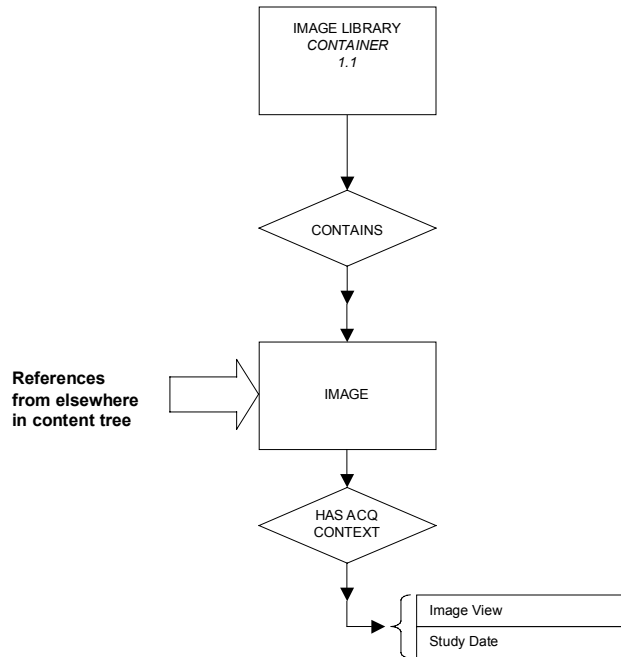 IMAGE LIBRARY
CONTAINER
1.1
CONTAINS
References
from elsewhere
in content tree
IMAGE
HAS ACQ
CONTEXT
Image View
Study Date